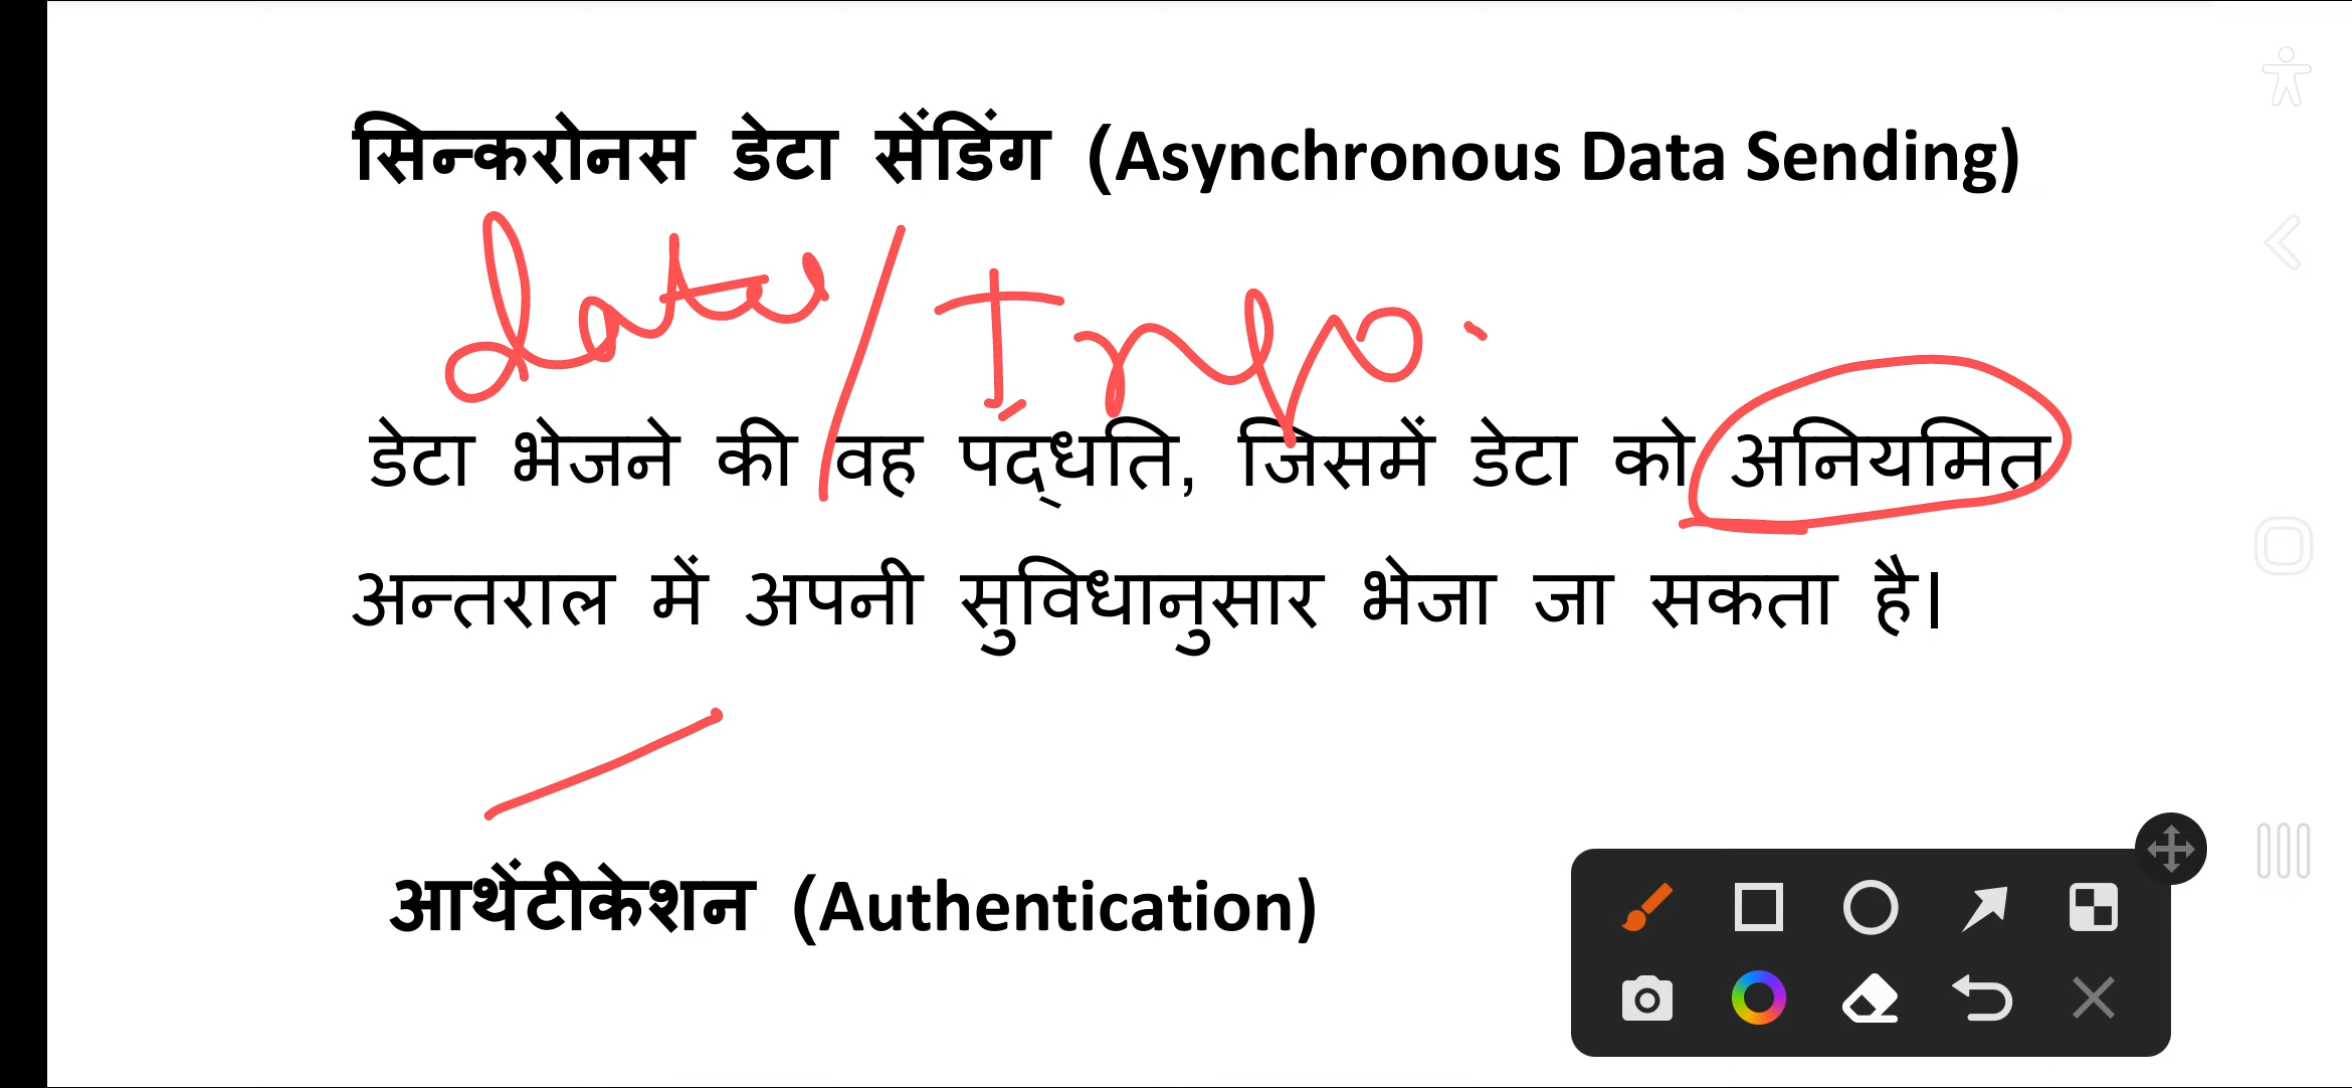 सिन्करोनस डेटा सेंडिंग (Asynchronous Data Sending)
data/Info.
डेटा भेजने की वह पद्धति, जिसमें डेटा को अनियमित
अन्तराल में अपनी सुविधानुसार भेजा जा सकता है।
आथेंटीकेशन (Authentication)